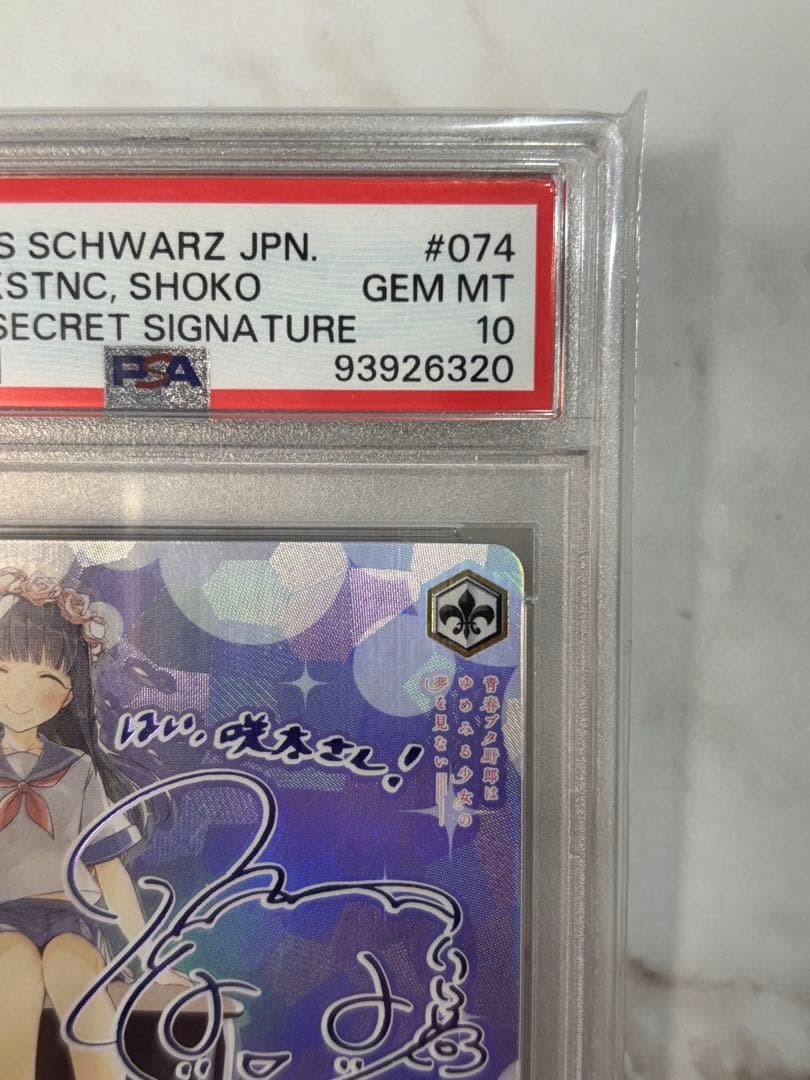 S SCHWARZ JPN. #074
KSTNC, SHOKO GEM MT
SECRET SIGNATURE 10
PSA 93926320
青春ブタ野郎は
ゆめみる少女の
夢を見ない
はい。咲太さん!